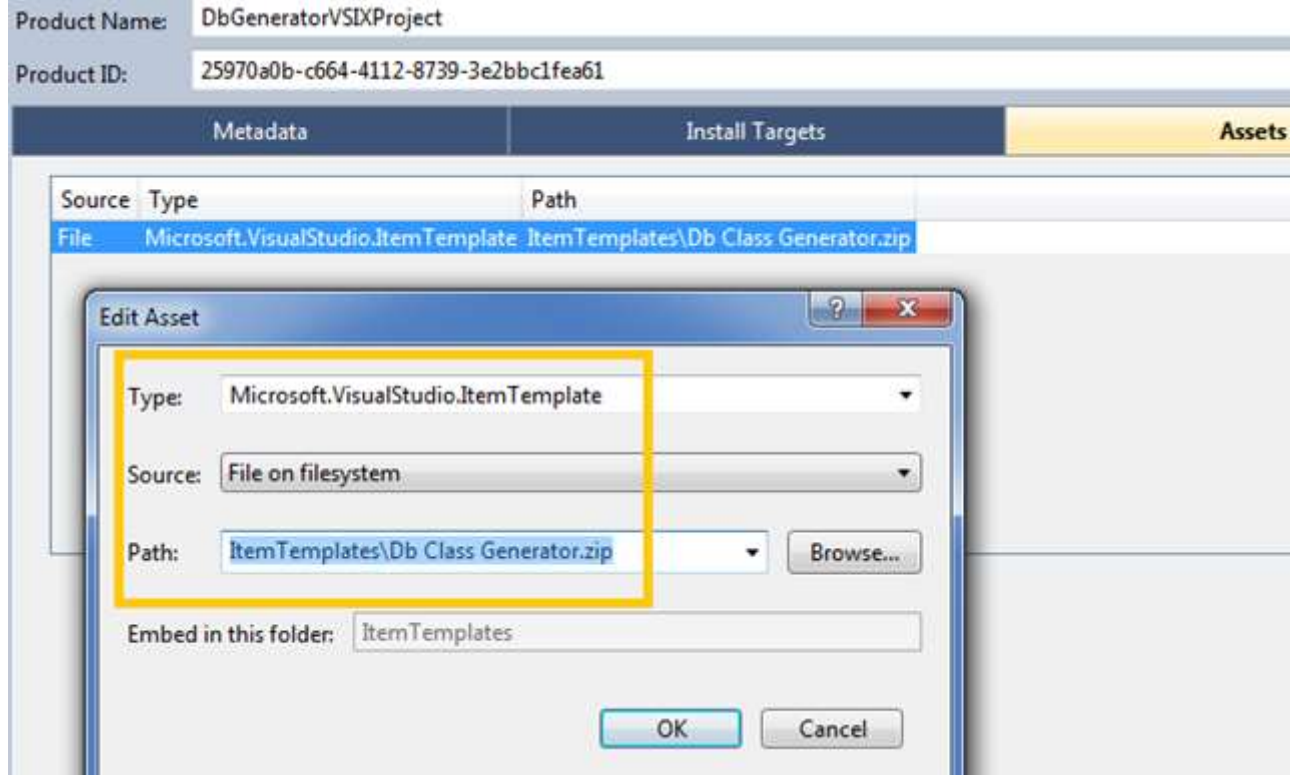 Product Name: DbGeneratorVSIXProject
Product ID: 25970a0b-c664-4112-8739-3e2bbc1fea61
Metadata Install Targets Assets
Source Type Path
File Microsoft.VisualStudio.ItemTemplate ItemTemplates\Db Class Generator.zip
Edit Asset
Type: Microsoft.VisualStudio.ItemTemplate
Source: File on filesystem
Path: ItemTemplates\Db Class Generator.zip Browse...
Embed in this folder: ItemTemplates
OK Cancel